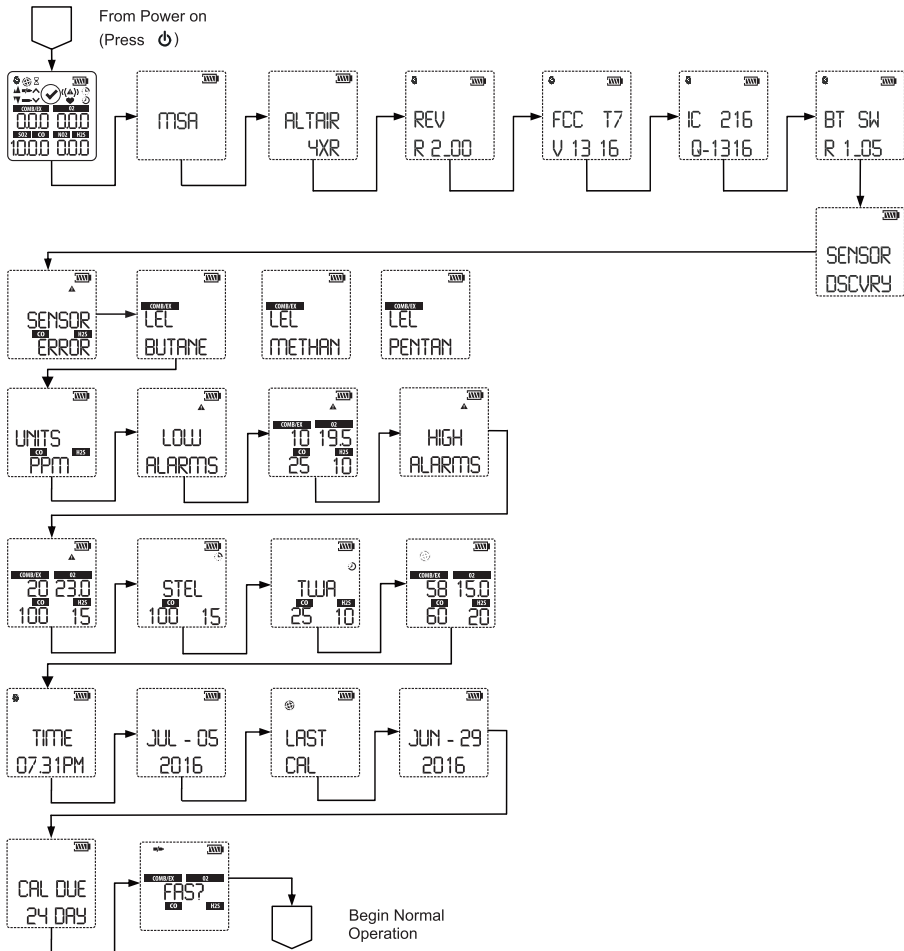 From Power on
(Press ⏻)
COMB/EX O2
0.0.0 0.0.0
SO2 CO NO2 H2S
1.0.0.0 0.0.0
MSA
ALTAIR
4XR
REV
R 2_00
FCC T7
V 13 16
IC 216
Q-1316
BT SW
R 1_05
SENSOR
DSCVRY
SENSOR
CO H2S
ERROR
COMB/EX
LEL
BUTANE
COMB/EX
LEL
METHAN
COMB/EX
LEL
PENTAN
UNITS
CO H2S
PPM
LOW
ALARMS
COMB/EX O2
10 19.5
CO H2S
25 10
HIGH
ALARMS
COMB/EX O2
20 23.0
CO H2S
100 15
STEL
CO H2S
100 15
TWA
CO H2S
25 10
COMB/EX O2
58 15.0
CO H2S
60 20
TIME
07.31PM
JUL - 05
2016
LAST
CAL
JUN - 29
2016
CAL DUE
24 DAY
COMB/EX O2
FAS?
CO H2S
Begin Normal
Operation